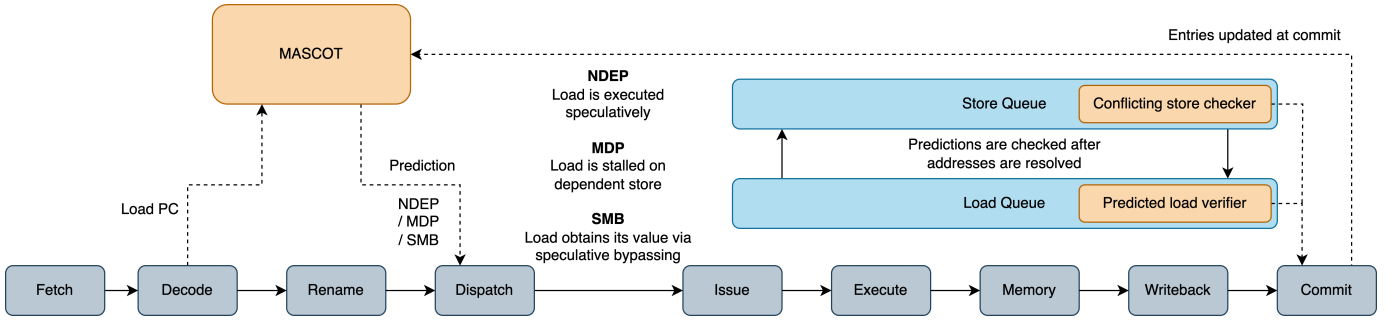 MASCOT
Entries updated at commit
NDEP
Load is executed
speculatively
Store Queue
Conflicting store checker
MDP
Load is stalled on
dependent store
Predictions are checked after
addresses are resolved
Prediction
Load PC
NDEP
/ MDP
/ SMB
SMB
Load obtains its value via
speculative bypassing
Load Queue
Predicted load verifier
Fetch
Decode
Rename
Dispatch
Issue
Execute
Memory
Writeback
Commit